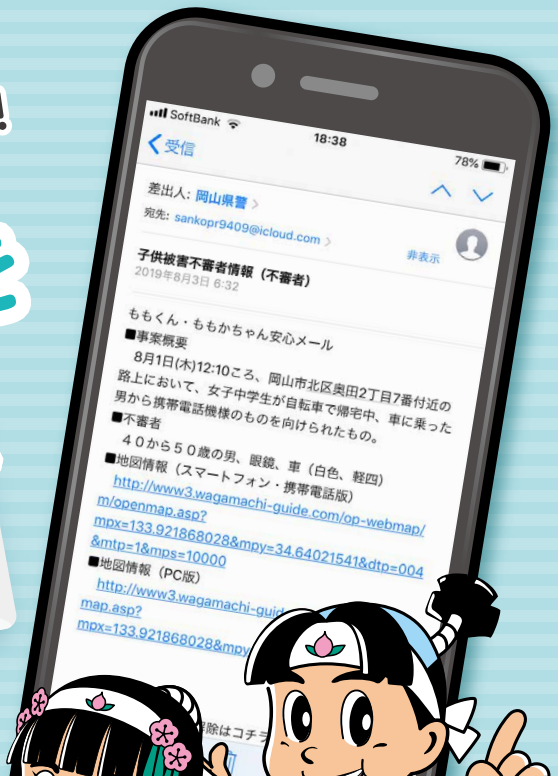 !
SoftBank 18:38 78%
受信
差出人: 岡山県警
宛先: sankopr9409@icloud.com 非表示
子供被害不審者情報（不審者）
2019年8月3日 6:32
ももくん・ももかちゃん安心メール
■事案概要
8月1日(木)12:10ころ、岡山市北区奥田2丁目7番付近の
路上において、女子中学生が自転車で帰宅中、車に乗った
男から携帯電話機様のものを向けられたもの。
■不審者
４０から５０歳の男、眼鏡、車（白色、軽四）
■地図情報（スマートフォン・携帯電話版）
http://www3.wagamachi-guide.com/op-webmap/
m/openmap.asp?
mpx=133.921868028&mpy=34.64021541&dtp=004
&mtp=1&mps=10000
■地図情報（PC版）
http://www3.wagamachi-guid
map.asp?
mpx=133.921868028&mpy
解除はコチラ